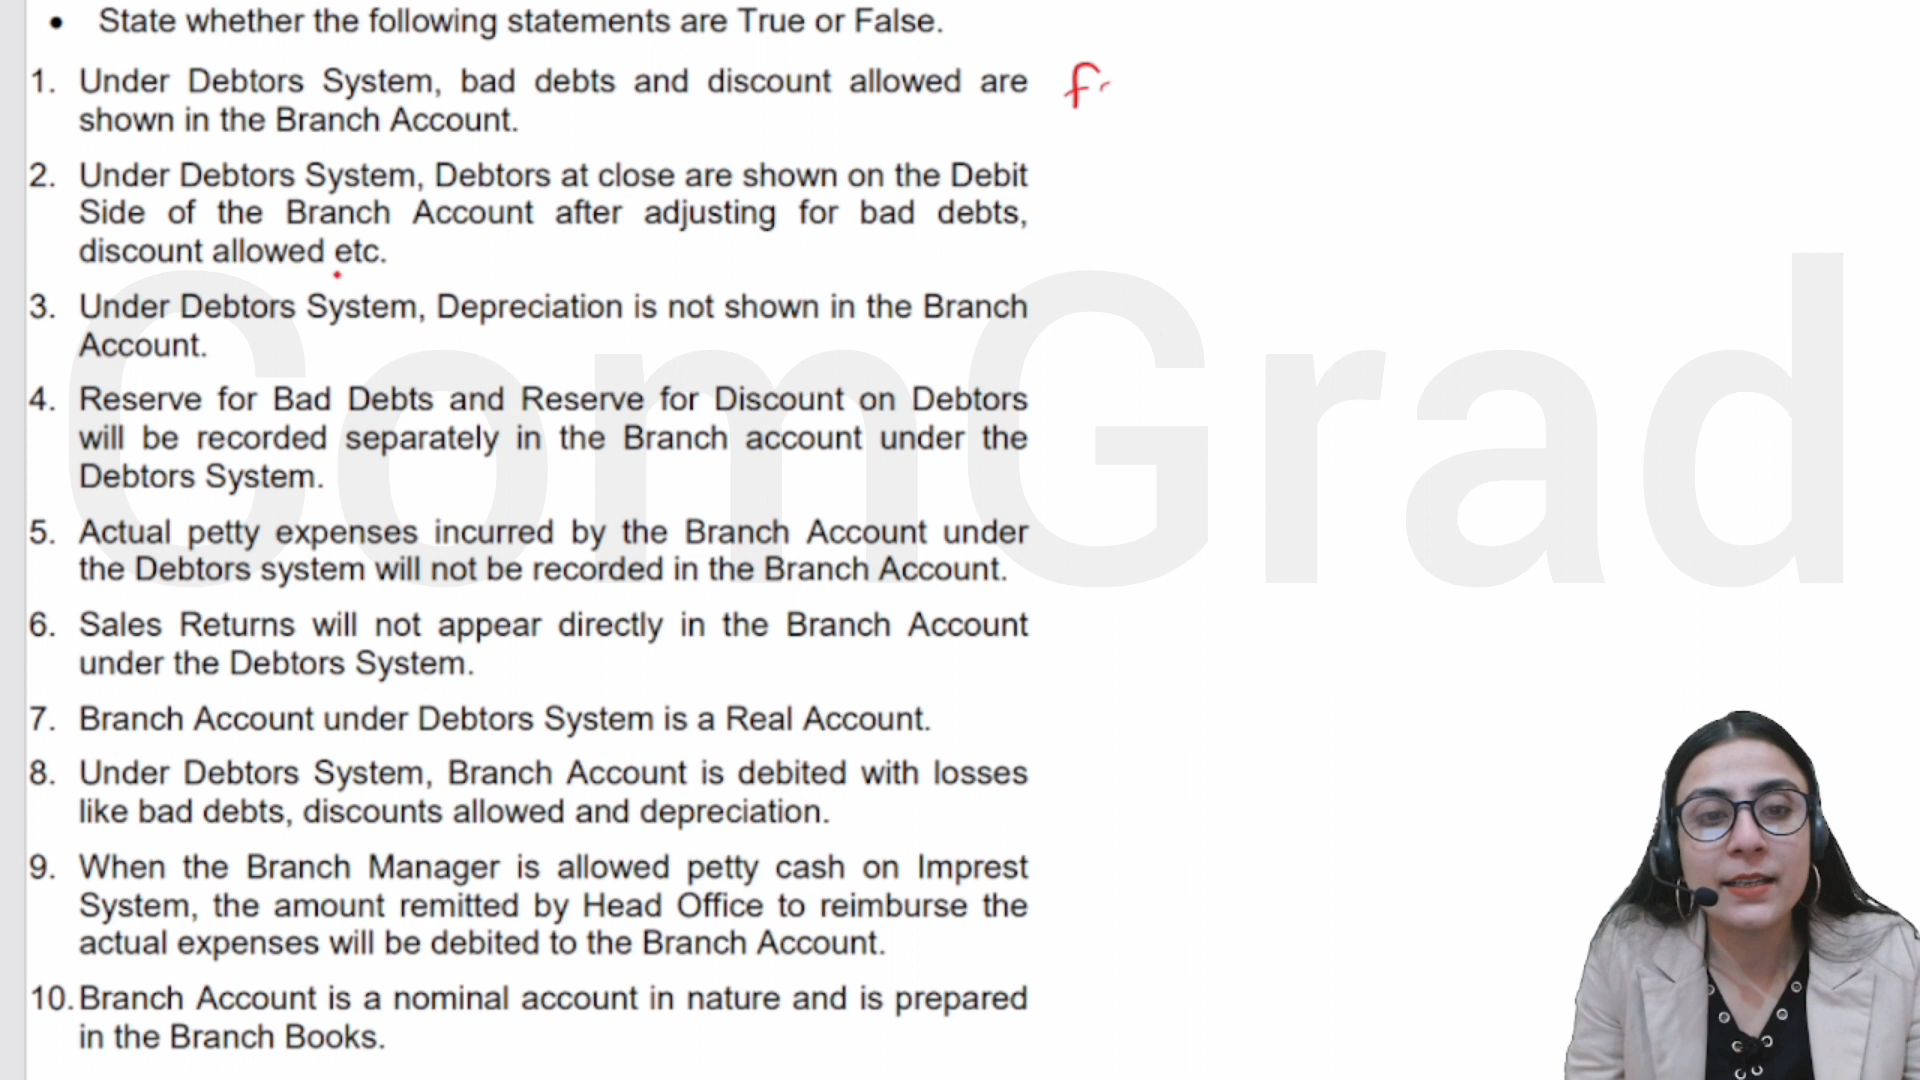 • State whether the following statements are True or False.
1. Under Debtors System, bad debts and discount allowed are
shown in the Branch Account.
2. Under Debtors System, Debtors at close are shown on the Debit
Side of the Branch Account after adjusting for bad debts,
discount allowed etc.
3. Under Debtors System, Depreciation is not shown in the Branch
Account.
4. Reserve for Bad Debts and Reserve for Discount on Debtors
will be recorded separately in the Branch account under the
Debtors System.
5. Actual petty expenses incurred by the Branch Account under
the Debtors system will not be recorded in the Branch Account.
6. Sales Returns will not appear directly in the Branch Account
under the Debtors System.
7. Branch Account under Debtors System is a Real Account.
8. Under Debtors System, Branch Account is debited with losses
like bad debts, discounts allowed and depreciation.
9. When the Branch Manager is allowed petty cash on Imprest
System, the amount remitted by Head Office to reimburse the
actual expenses will be debited to the Branch Account.
10. Branch Account is a nominal account in nature and is prepared
in the Branch Books.
ComGrad